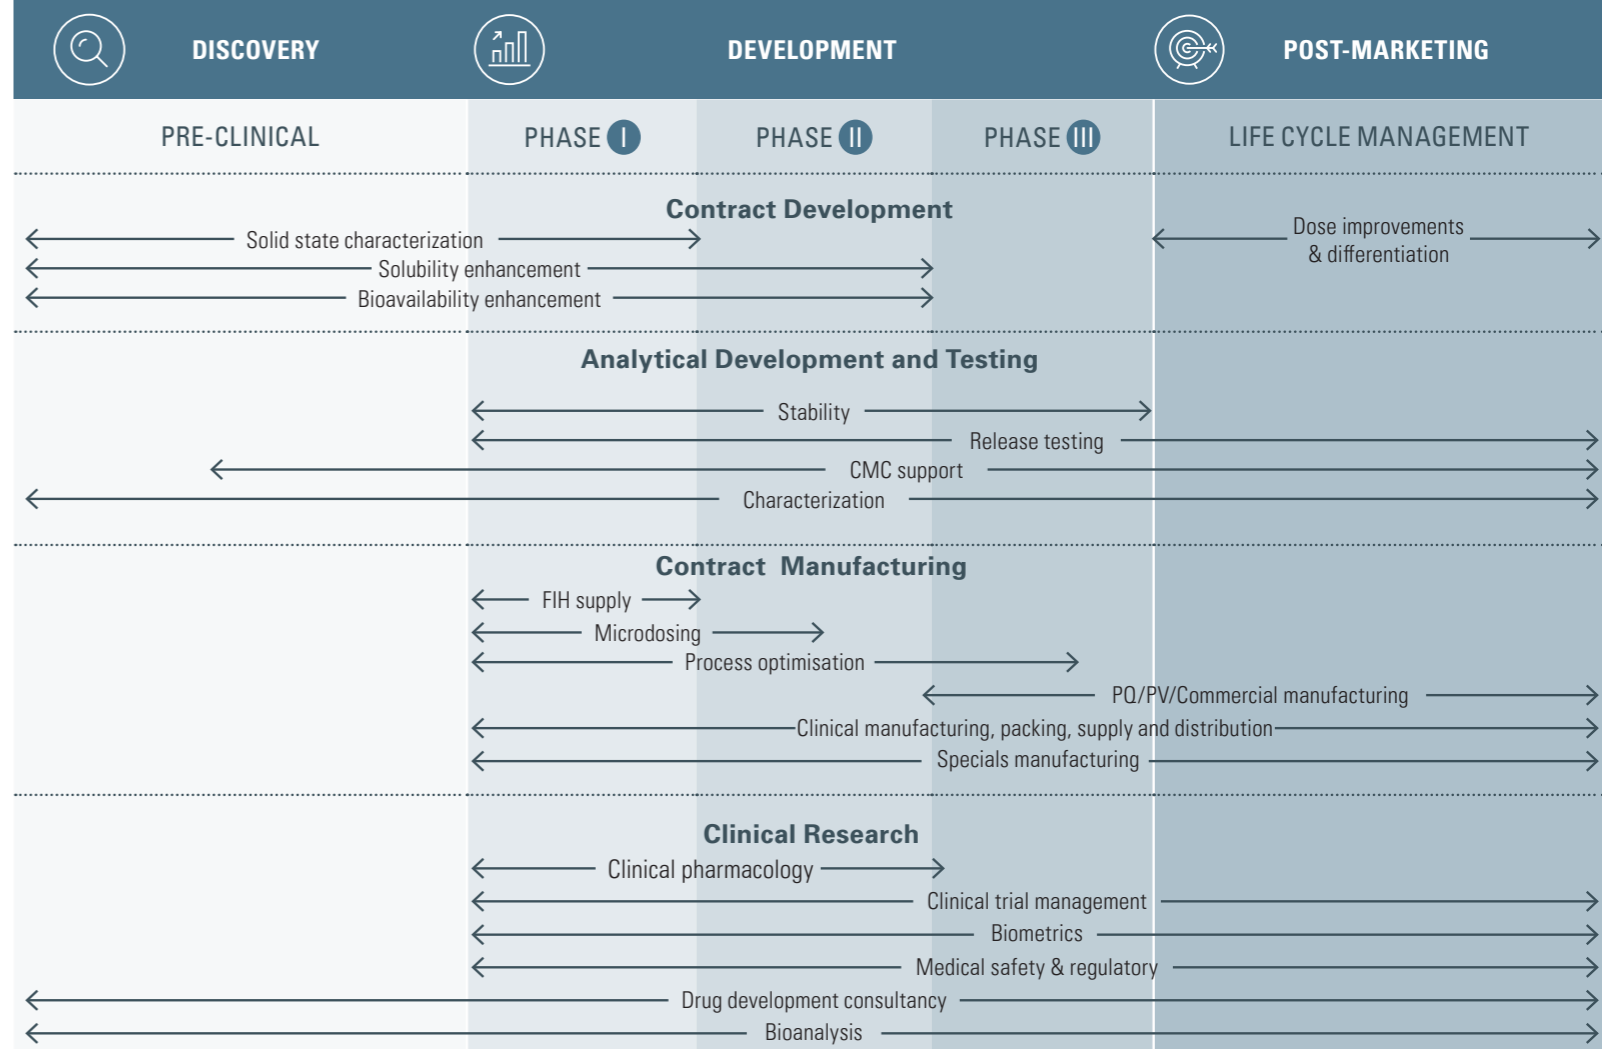 DISCOVERY
DEVELOPMENT
POST-MARKETING
PRE-CLINICAL
PHASE I
PHASE II
PHASE III
LIFE CYCLE MANAGEMENT
Contract Development
Solid state characterization
Dose improvements
& differentiation
Solubility enhancement
Bioavailability enhancement
Analytical Development and Testing
Stability
Release testing
CMC support
Characterization
Contract Manufacturing
FIH supply
Microdosing
Process optimisation
PQ/PV/Commercial manufacturing
Clinical manufacturing, packing, supply and distribution
Specials manufacturing
Clinical Research
Clinical pharmacology
Clinical trial management
Biometrics
Medical safety & regulatory
Drug development consultancy
Bioanalysis